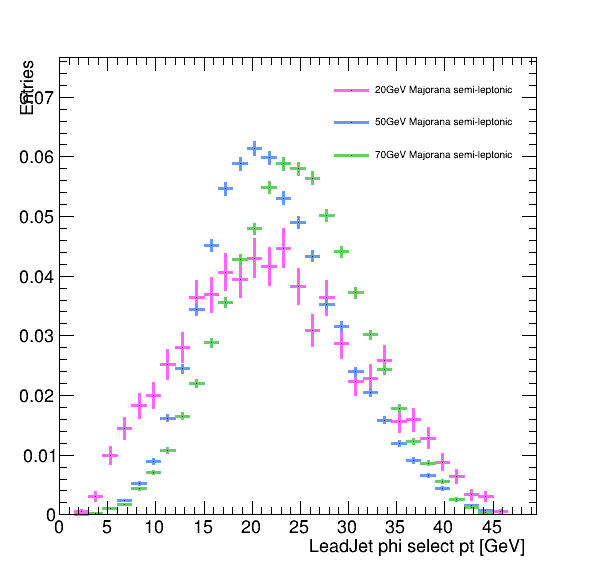 Entries
0.07
0.06
0.05
0.04
0.03
0.02
0.01
0
20GeV Majorana semi-leptonic
50GeV Majorana semi-leptonic
70GeV Majorana semi-leptonic
0 5 10 15 20 25 30 35 40 45
LeadJet phi select pt [GeV]